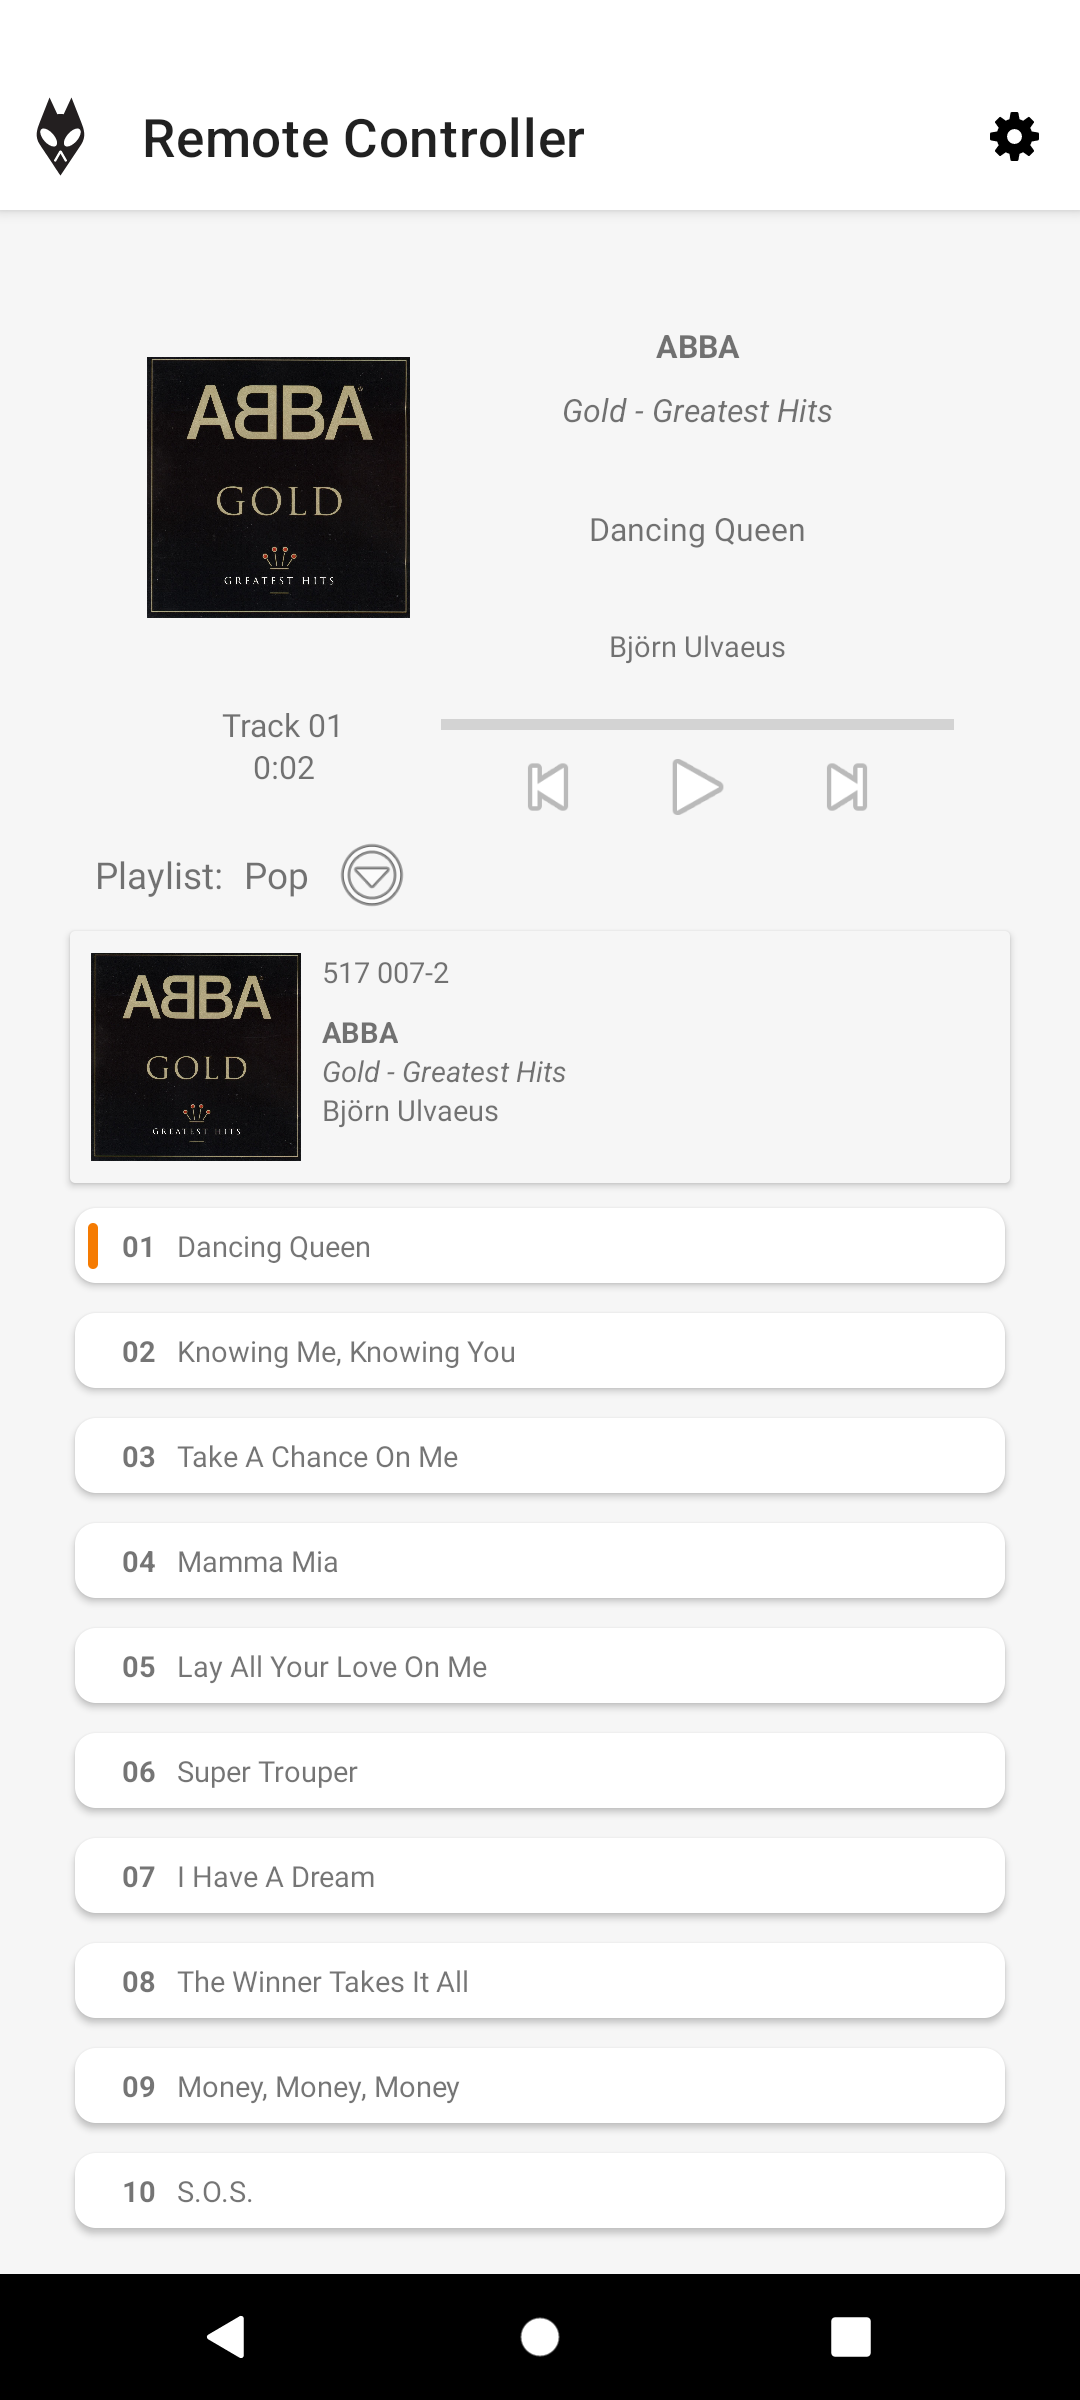 Remote Controller
ABBA
GOLD
GREATEST HITS
ABBA
Gold - Greatest Hits
Dancing Queen
Björn Ulvaeus
Track 01
0:02
Playlist: Pop
ABBA
GOLD
GREATEST HITS
517 007-2
ABBA
Gold - Greatest Hits
Björn Ulvaeus
01 Dancing Queen
02 Knowing Me, Knowing You
03 Take A Chance On Me
04 Mamma Mia
05 Lay All Your Love On Me
06 Super Trouper
07 I Have A Dream
08 The Winner Takes It All
09 Money, Money, Money
10 S.O.S.